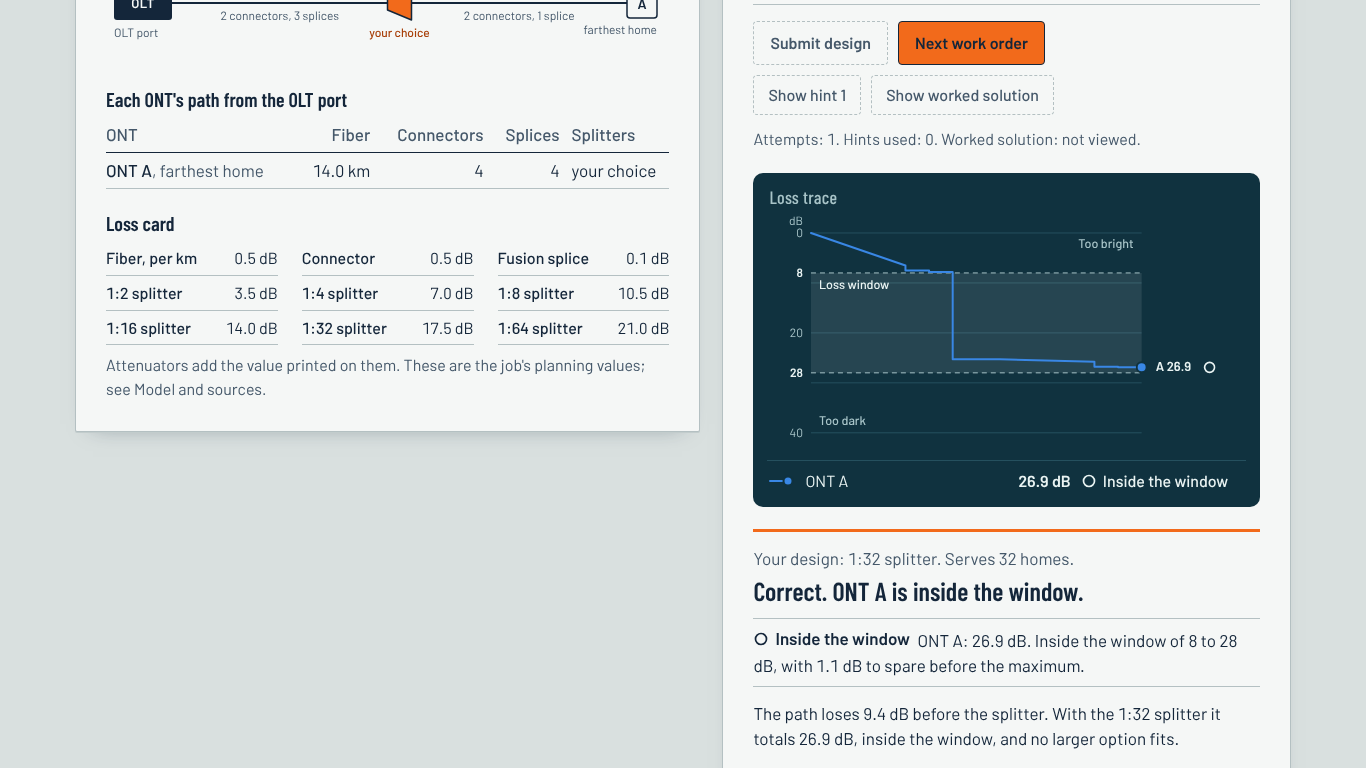 OLT
A
2 connectors, 3 splices
2 connectors, 1 splice
OLT port
your choice
farthest home
Each ONT's path from the OLT port
ONT Fiber Connectors Splices Splitters
ONT A, farthest home 14.0 km 4 4 your choice
Loss card
Fiber, per km 0.5 dB Connector 0.5 dB Fusion splice 0.1 dB
1:2 splitter 3.5 dB 1:4 splitter 7.0 dB 1:8 splitter 10.5 dB
1:16 splitter 14.0 dB 1:32 splitter 17.5 dB 1:64 splitter 21.0 dB
Attenuators add the value printed on them. These are the job's planning values;
see Model and sources.
Submit design
Next work order
Show hint 1
Show worked solution
Attempts: 1. Hints used: 0. Worked solution: not viewed.
Loss trace
dB
0
Too bright
8
Loss window
20
28
A 26.9
Too dark
40
ONT A 26.9 dB Inside the window
Your design: 1:32 splitter. Serves 32 homes.
Correct. ONT A is inside the window.
Inside the window ONT A: 26.9 dB. Inside the window of 8 to 28
dB, with 1.1 dB to spare before the maximum.
The path loses 9.4 dB before the splitter. With the 1:32 splitter it
totals 26.9 dB, inside the window, and no larger option fits.